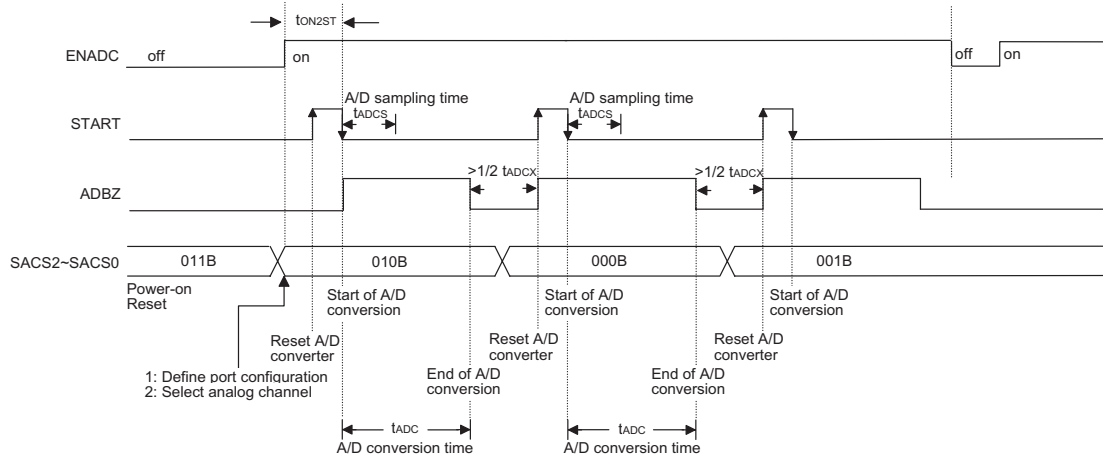 tON2ST
ENADC
off
on
off
on
A/D sampling time
tADCS
A/D sampling time
tADCS
START
>1/2 tADCX
>1/2 tADCX
ADBZ
SACS2~SACS0
011B
010B
000B
001B
Power-on
Reset
Start of A/D
conversion
Start of A/D
conversion
Start of A/D
conversion
Reset A/D
converter
Reset A/D
converter
Reset A/D
converter
1: Define port configuration
2: Select analog channel
End of A/D
conversion
End of A/D
conversion
tADC
A/D conversion time
tADC
A/D conversion time